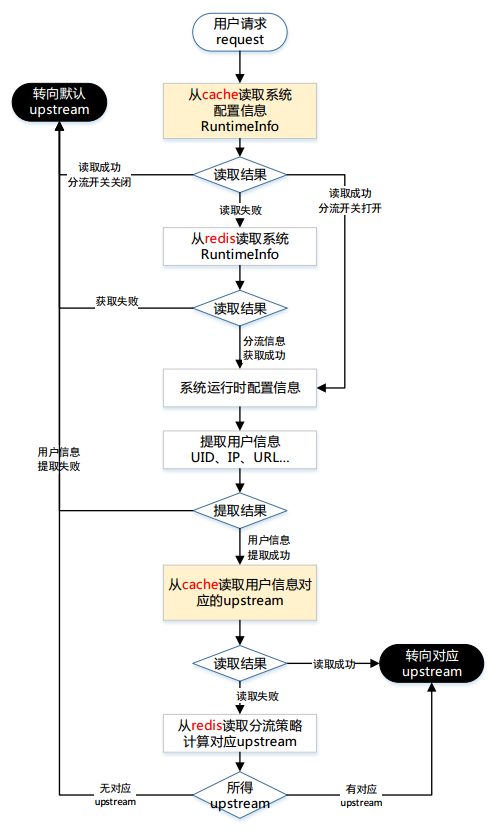 用户请求
request
转向默认
upstream
从cache读取系统
配置信息
RuntimeInfo
读取成功
分流开关关闭
读取结果
读取成功
分流开关打开
读取失败
从redis读取系统
RuntimeInfo
获取失败
读取结果
分流信息
获取成功
系统运行时配置信息
提取用户信息
UID、IP、URL...
用户信息
提取失败
提取结果
用户信息
提取成功
从cache读取用户信息对
应的upstream
读取结果
读取成功
转向对应
upstream
读取失败
从redis读取分流策略
计算对应upstream
无对应
upstream
所得
upstream
有对应
upstream